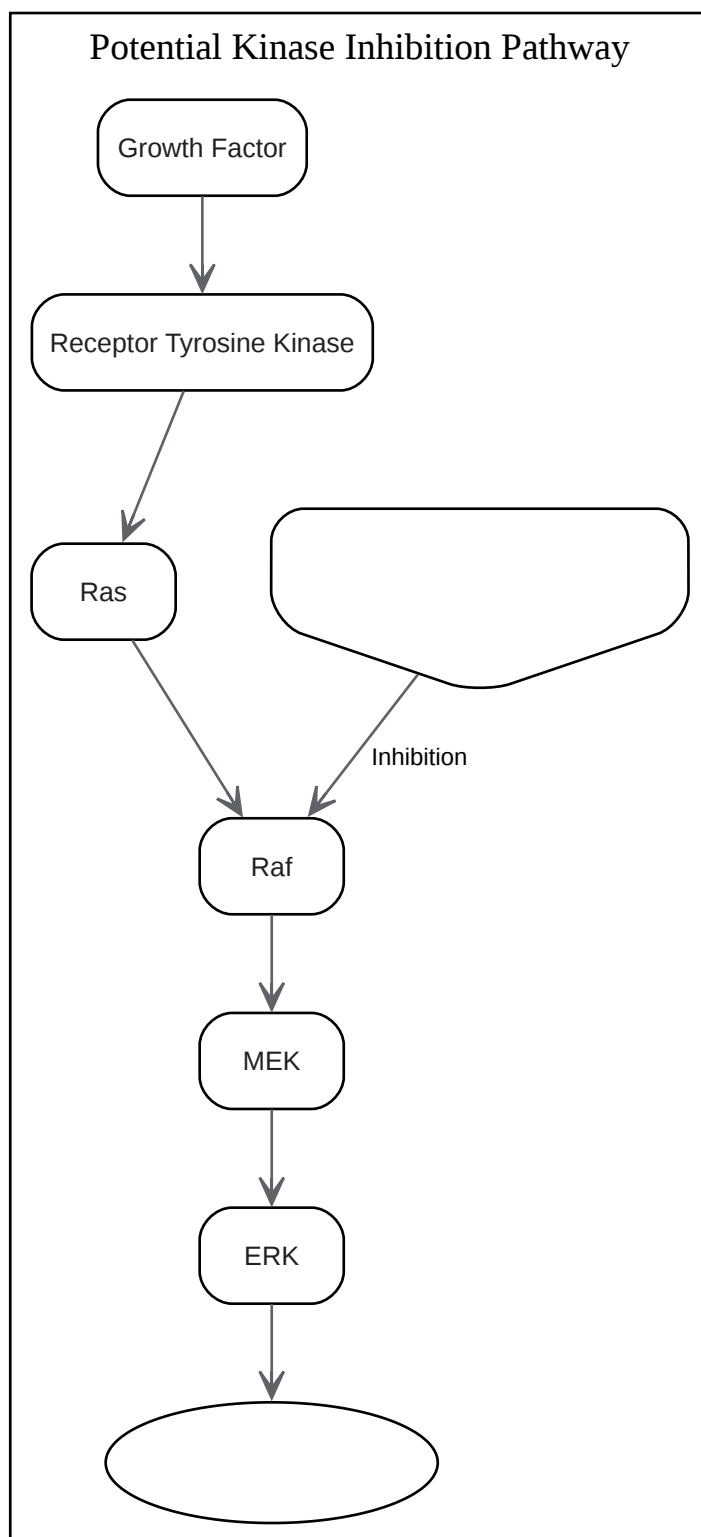 Potential Kinase Inhibition Pathway
Growth Factor
Receptor Tyrosine Kinase
Ras
Inhibition
Raf
MEK
ERK